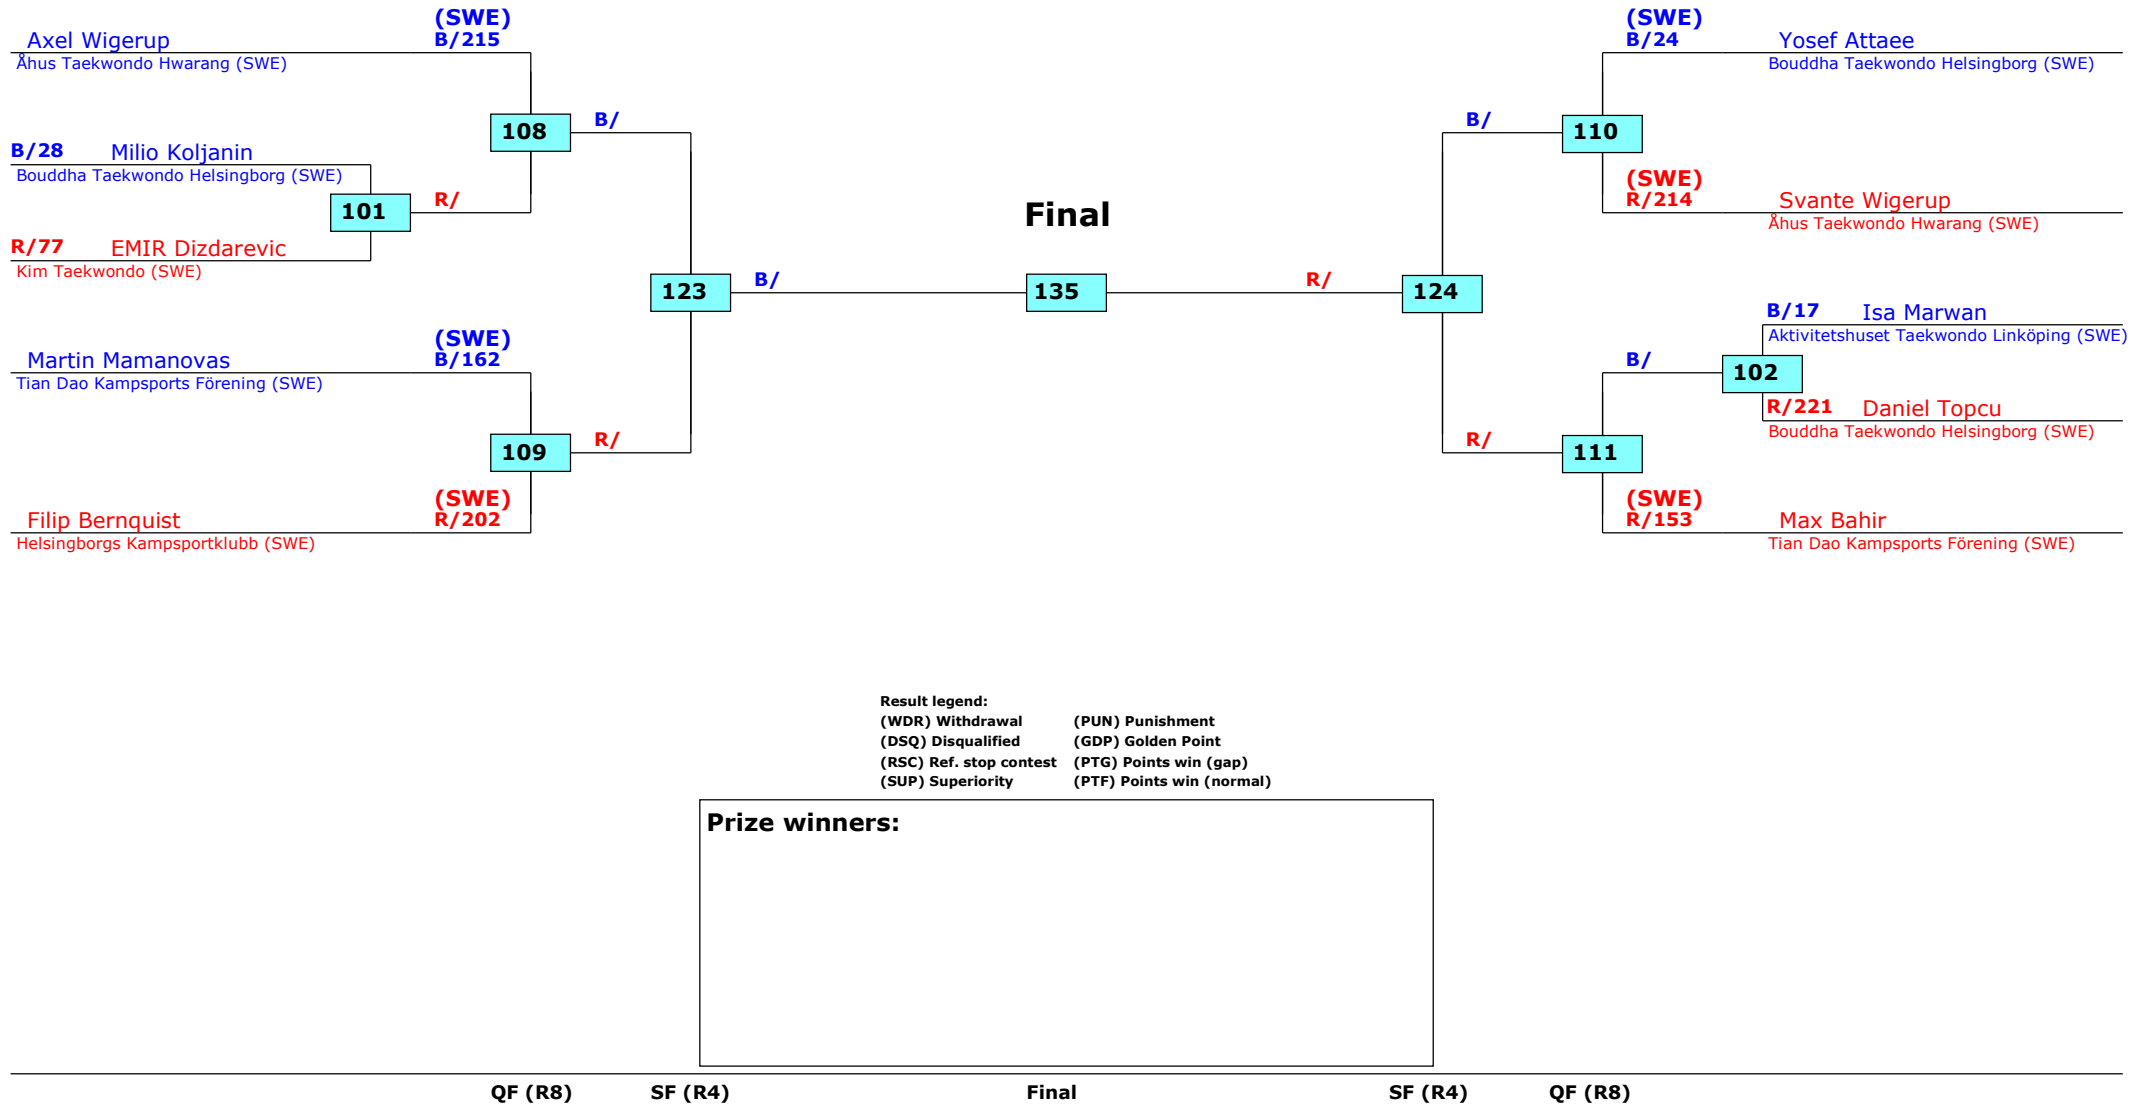 (SWE)
Axel Wigerup B/215
Åhus Taekwondo Hwarang (SWE)
108 B/
B/28 Milio Koljanin
Bouddha Taekwondo Helsingborg (SWE)
101 R/
R/77 EMIR Dizdarevic
Kim Taekwondo (SWE)
123 B/
(SWE)
Martin Mamanovas B/162
Tian Dao Kampsports Förening (SWE)
109 R/
(SWE)
Filip Bernquist R/202
Helsingborgs Kampsportklubb (SWE)
Final
135
(SWE)
B/24 Yosef Attaee
Bouddha Taekwondo Helsingborg (SWE)
B/ 110
(SWE)
R/214 Svante Wigerup
Åhus Taekwondo Hwarang (SWE)
R/ 124
B/17 Isa Marwan
Aktivitetshuset Taekwondo Linköping (SWE)
B/ 102
R/221 Daniel Topcu
Bouddha Taekwondo Helsingborg (SWE)
R/ 111
(SWE)
R/153 Max Bahir
Tian Dao Kampsports Förening (SWE)
Result legend:
(WDR) Withdrawal (PUN) Punishment
(DSQ) Disqualified (GDP) Golden Point
(RSC) Ref. stop contest (PTG) Points win (gap)
(SUP) Superiority (PTF) Points win (normal)
Prize winners:
QF (R8) SF (R4) Final SF (R4) QF (R8)